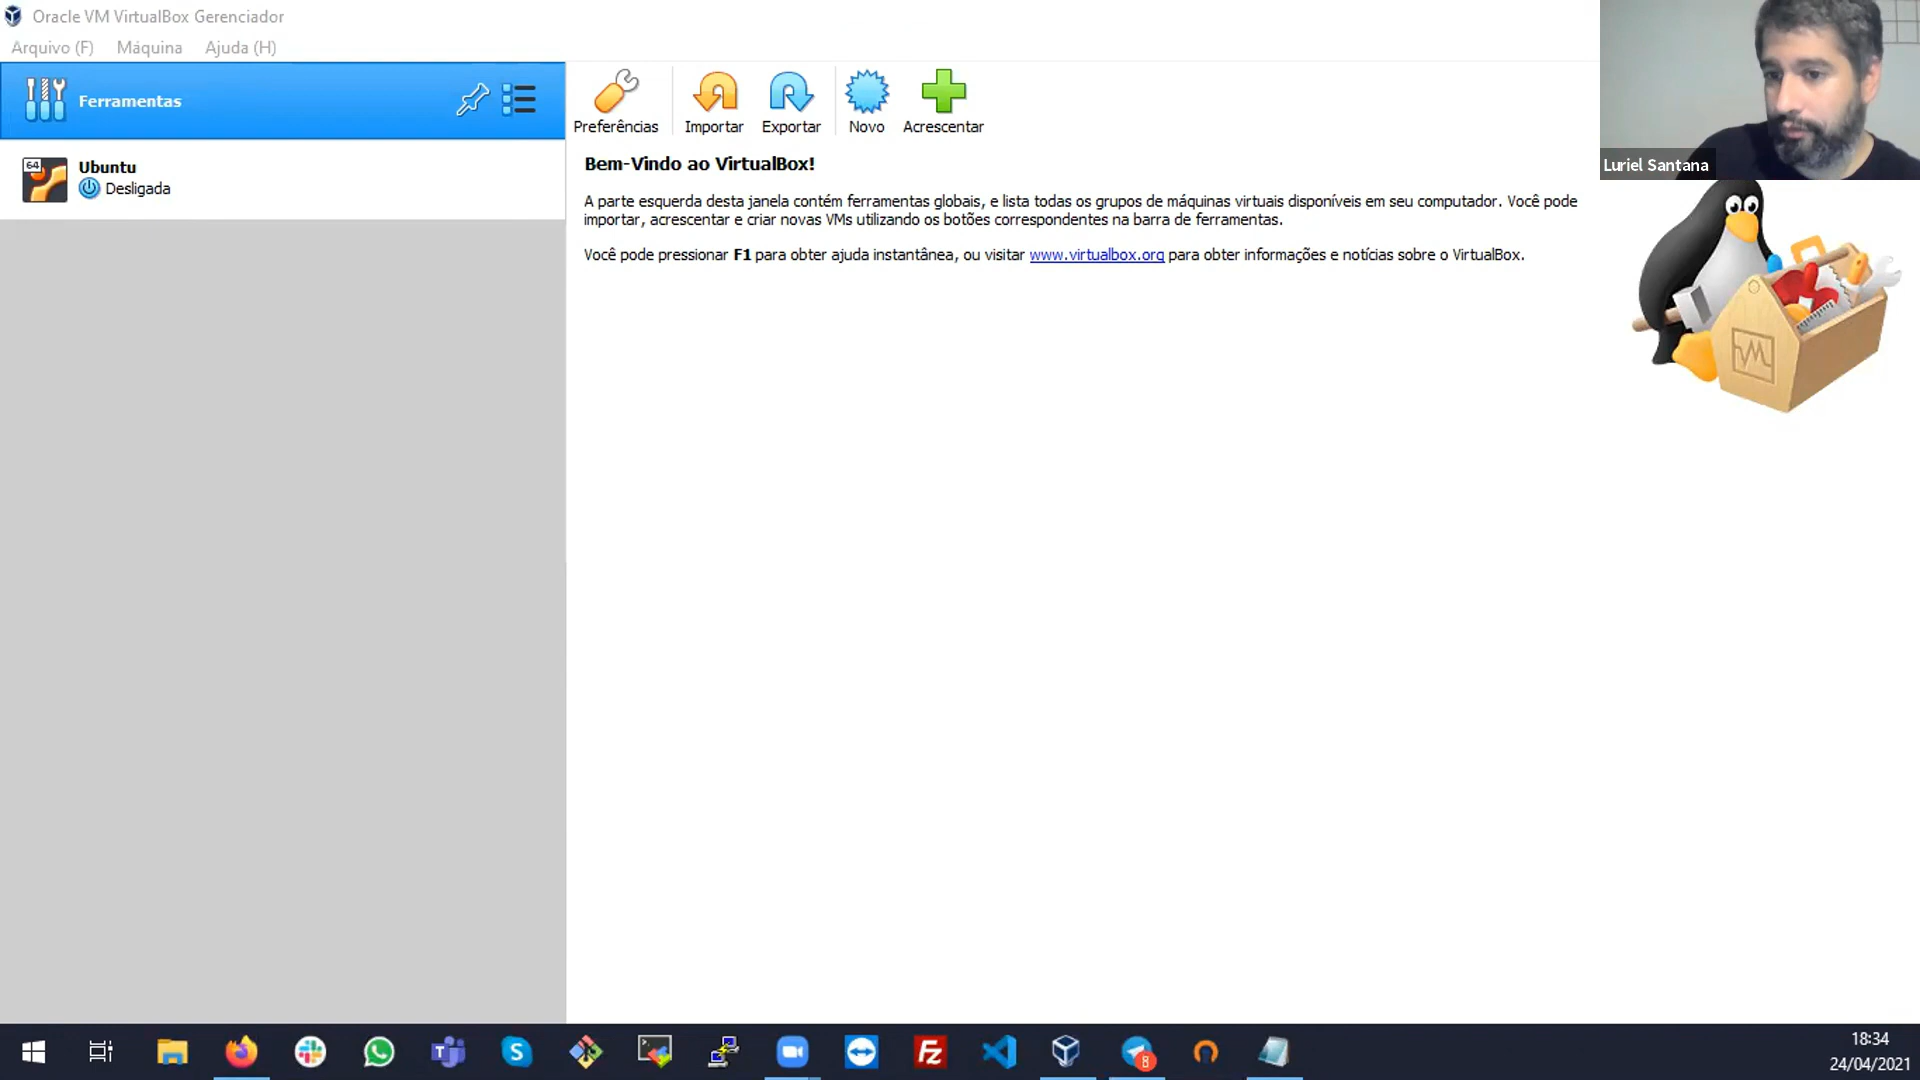 Oracle VM VirtualBox Gerenciador
Arquivo (F) Máquina Ajuda (H)
Ferramentas
64
Ubuntu
Desligada
Preferências Importar Exportar Novo Acrescentar
Bem-Vindo ao VirtualBox!
A parte esquerda desta janela contém ferramentas globais, e lista todas os grupos de máquinas virtuais disponíveis em seu computador. Você pode
importar, acrescentar e criar novas VMs utilizando os botões correspondentes na barra de ferramentas.
Você pode pressionar F1 para obter ajuda instantânea, ou visitar www.virtualbox.org para obter informações e notícias sobre o VirtualBox.
Luriel Santana
18:34
24/04/2021
8